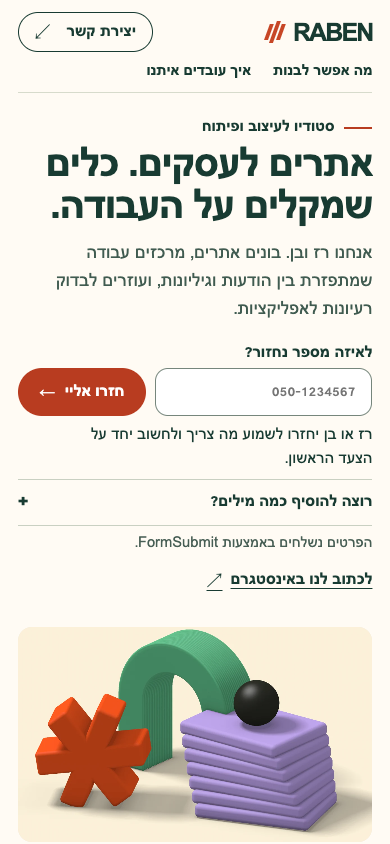 RABEN
יצירת קשר
מה אפשר לבנות
איך עובדים איתנו
סטודיו לעיצוב ופיתוח
אתרים לעסקים. כלים
שמקלים על העבודה.
אנחנו רז ובן. בונים אתרים, מרכזים עבודה
שמתפזרת בין הודעות וגיליונות, ועוזרים לבדוק
רעיונות לאפליקציות.
לאיזה מספר נחזור?
050-1234567
חזרו אליי ←
רז או בן יחזרו לשמוע מה צריך ולחשוב יחד על
הצעד הראשון.
רוצה להוסיף כמה מילים? +
הפרטים נשלחים באמצעות FormSubmit.
לכתוב לנו באינסטגרם ↗